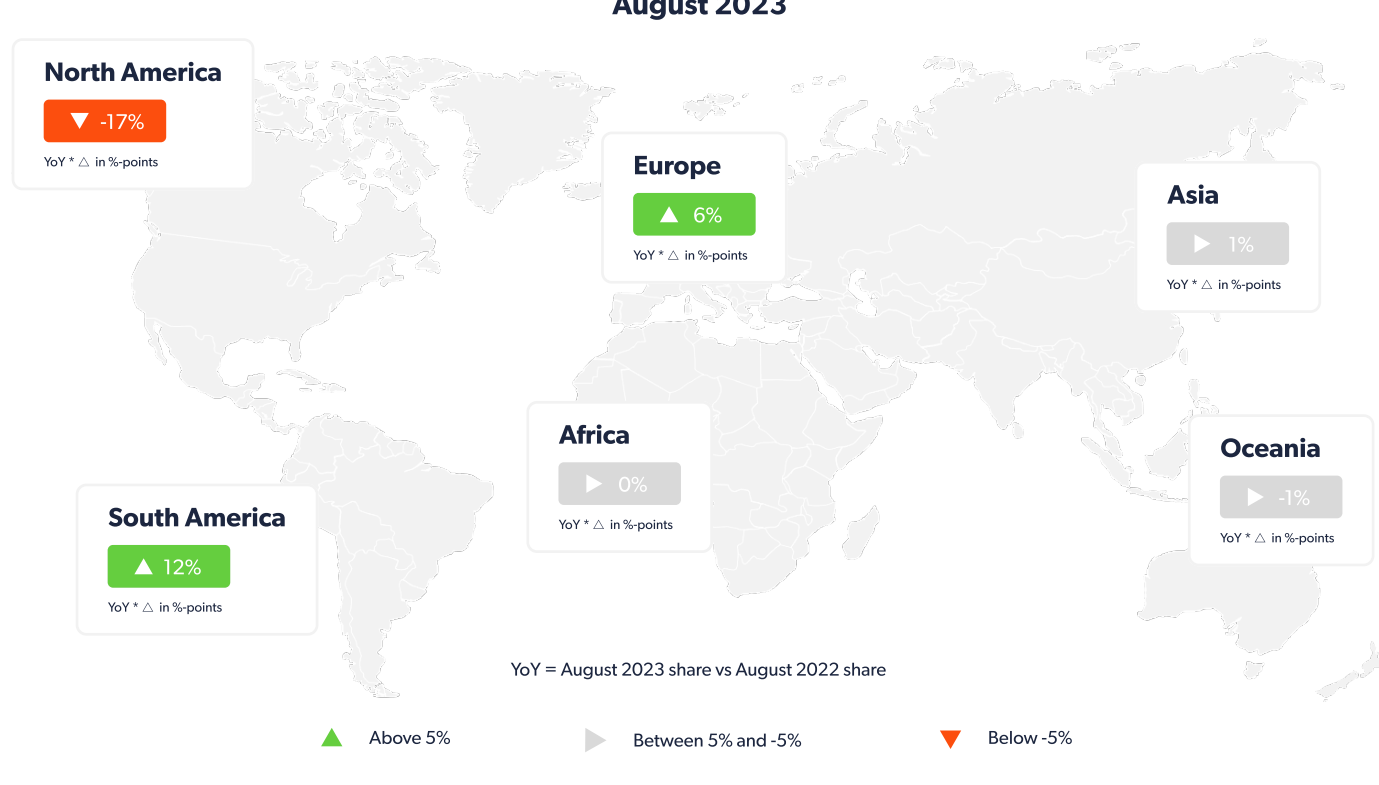 August 2023
North America
-17%
YoY * △ in %-points
Europe
6%
YoY * △ in %-points
Asia
1%
YoY * △ in %-points
Africa
0%
YoY * △ in %-points
Oceania
-1%
YoY * △ in %-points
South America
12%
YoY * △ in %-points
YoY = August 2023 share vs August 2022 share
Above 5%
Between 5% and -5%
Below -5%